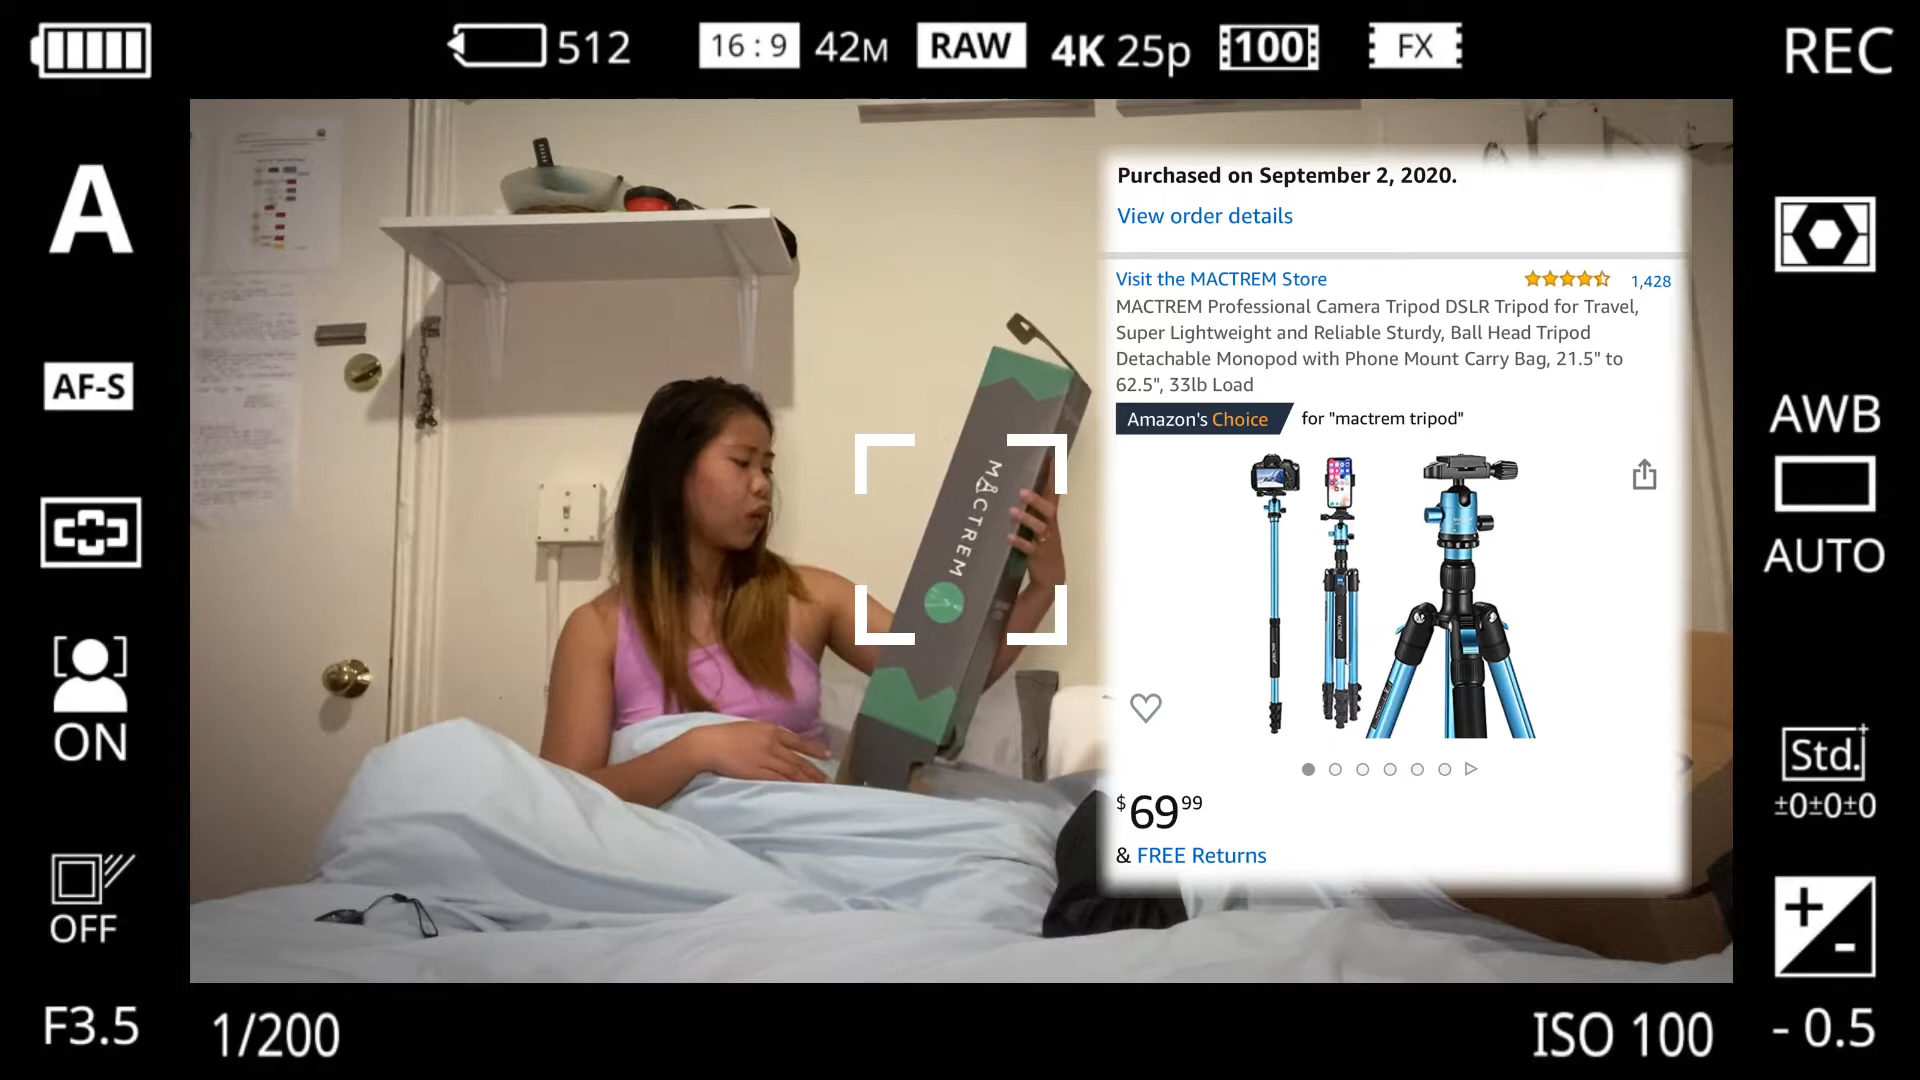 512
16 : 9
42M
RAW
4K 25p
100
FX
REC
A
AF-S
ON
OFF
F3.5
1/200
AWB
AUTO
Std.+
±0±0±0
ISO 100
- 0.5
MACTREM
Purchased on September 2, 2020.
View order details
Visit the MACTREM Store
1,428
MACTREM Professional Camera Tripod DSLR Tripod for Travel,
Super Lightweight and Reliable Sturdy, Ball Head Tripod
Detachable Monopod with Phone Mount Carry Bag, 21.5" to
62.5", 33lb Load
Amazon's Choice for "mactrem tripod"
MACTREM
$69 99
& FREE Returns